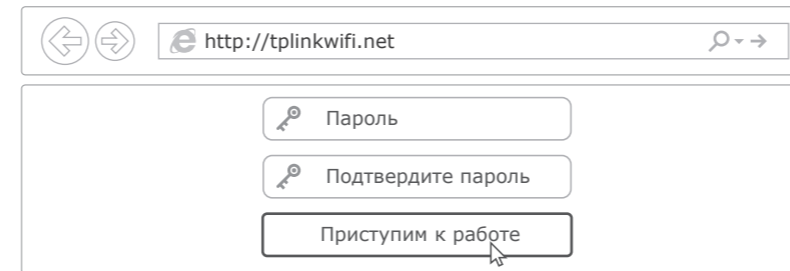 http://tplinkwifi.net
Пароль
Подтвердите пароль
Приступим к работе